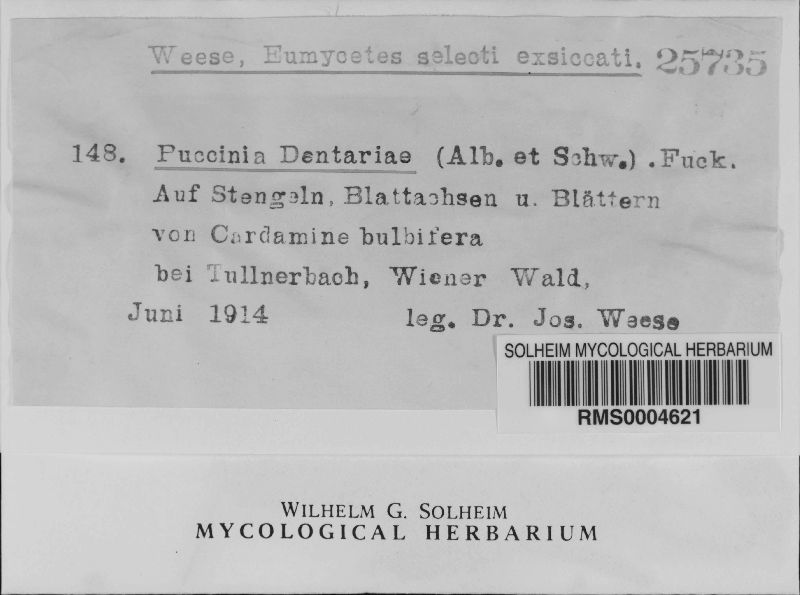 Weese, Eumycetes selecti exsiccati. 25735
148. Puccinia Dentariae (Alb. et Schw.) .Fuck.
Auf Stengeln, Blattachsen u. Blättern
von Cardamine bulbifera
bei Tullnerbach, Wiener Wald,
Juni 1914 leg. Dr. Jos. Weese
SOLHEIM MYCOLOGICAL HERBARIUM
RMS0004621
WILHELM G. SOLHEIM
MYCOLOGICAL HERBARIUM